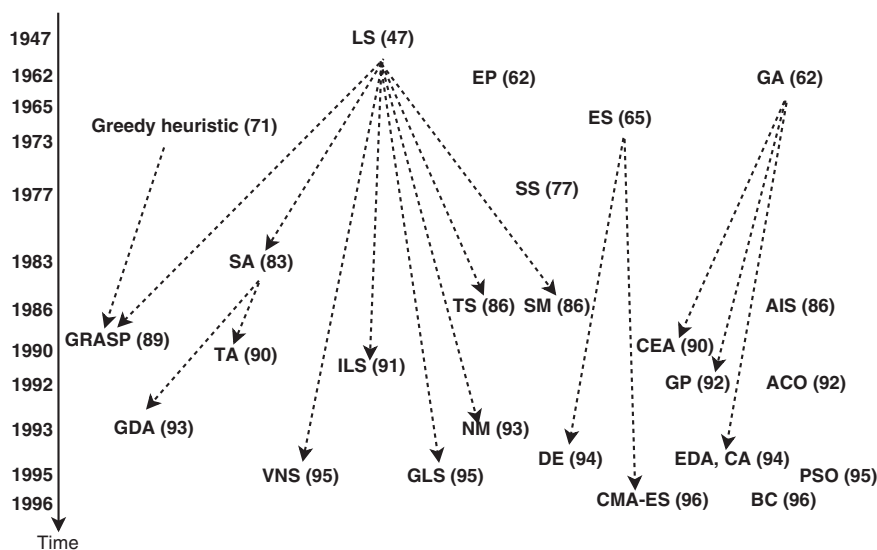 1947
LS (47)
1962
EP (62)
GA (62)
1965
ES (65)
Greedy heuristic (71)
1973
SS (77)
1977
1983
SA (83)
1986
TS (86)
SM (86)
AIS (86)
GRASP (89)
1990
TA (90)
CEA (90)
ILS (91)
1992
GP (92)
ACO (92)
1993
GDA (93)
NM (93)
DE (94)
EDA, CA (94)
1995
VNS (95)
GLS (95)
PSO (95)
1996
CMA-ES (96)
BC (96)
Time